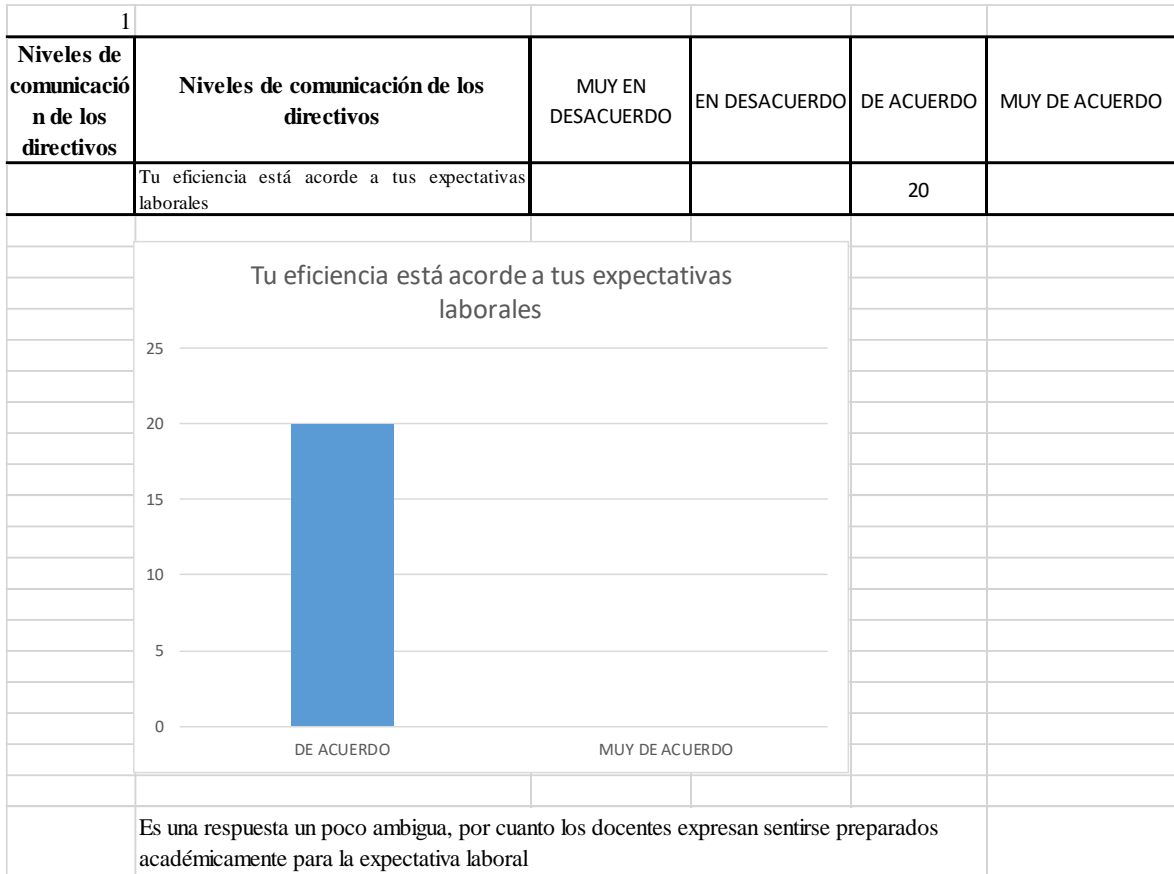 1
Niveles de
comunicació
n de los
directivos
Niveles de comunicación de los
directivos
MUY EN
DESACUERDO
EN DESACUERDO
DE ACUERDO
MUY DE ACUERDO
Tu eficiencia está acorde a tus expectativas
laborales
20
Tu eficiencia está acorde a tus expectativas
laborales
25
20
15
10
5
0
DE ACUERDO
MUY DE ACUERDO
Es una respuesta un poco ambigua, por cuanto los docentes expresan sentirse preparados
académicamente para la expectativa laboral